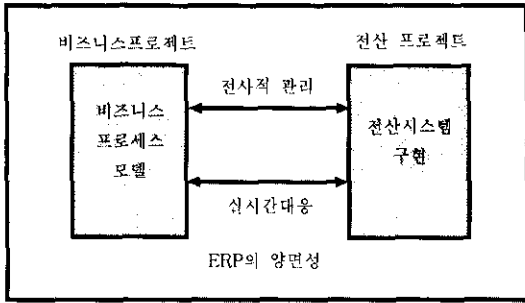 비즈니스프로젝트
전산 프로젝트
비즈니스
프로세스
모델
전사적 관리
실시간대응
전산시스템
구현
ERP의 양면성